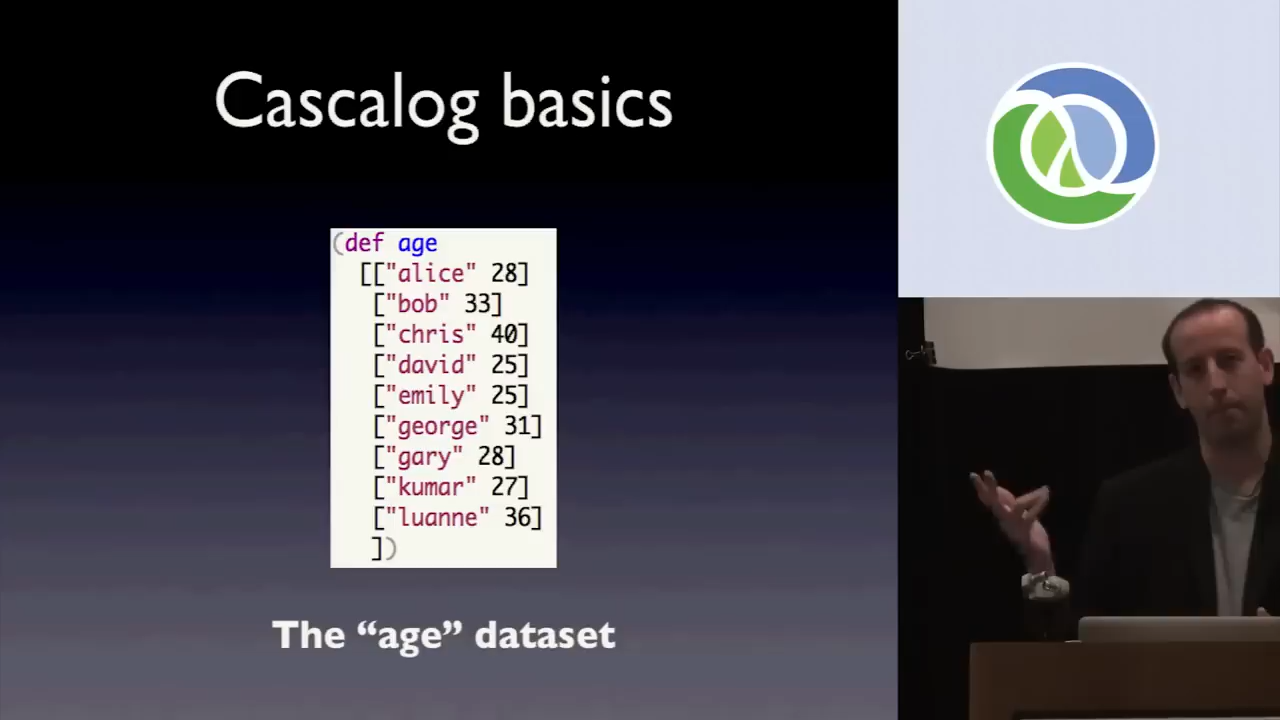 Cascalog basics
(def age
[["alice" 28]
["bob" 33]
["chris" 40]
["david" 25]
["emily" 25]
["george" 31]
["gary" 28]
["kumar" 27]
["luanne" 36]
])
The “age” dataset